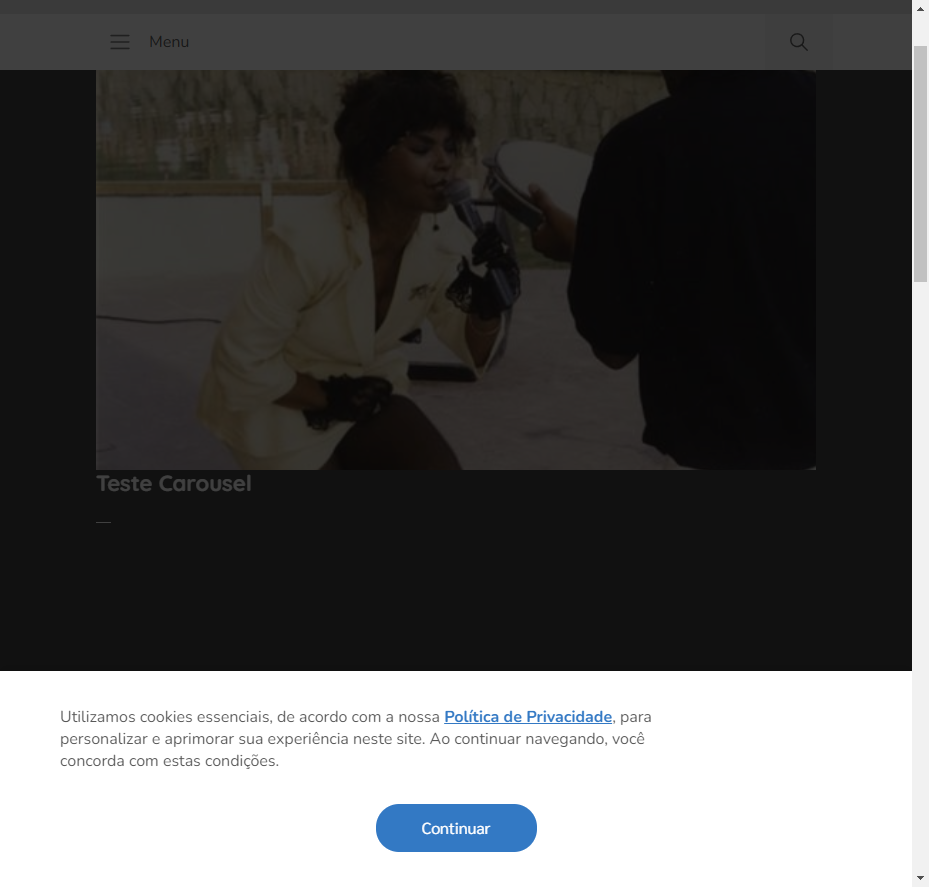 Menu
Teste Carousel
Utilizamos cookies essenciais, de acordo com a nossa Política de Privacidade, para
personalizar e aprimorar sua experiência neste site. Ao continuar navegando, você
concorda com estas condições.
Continuar